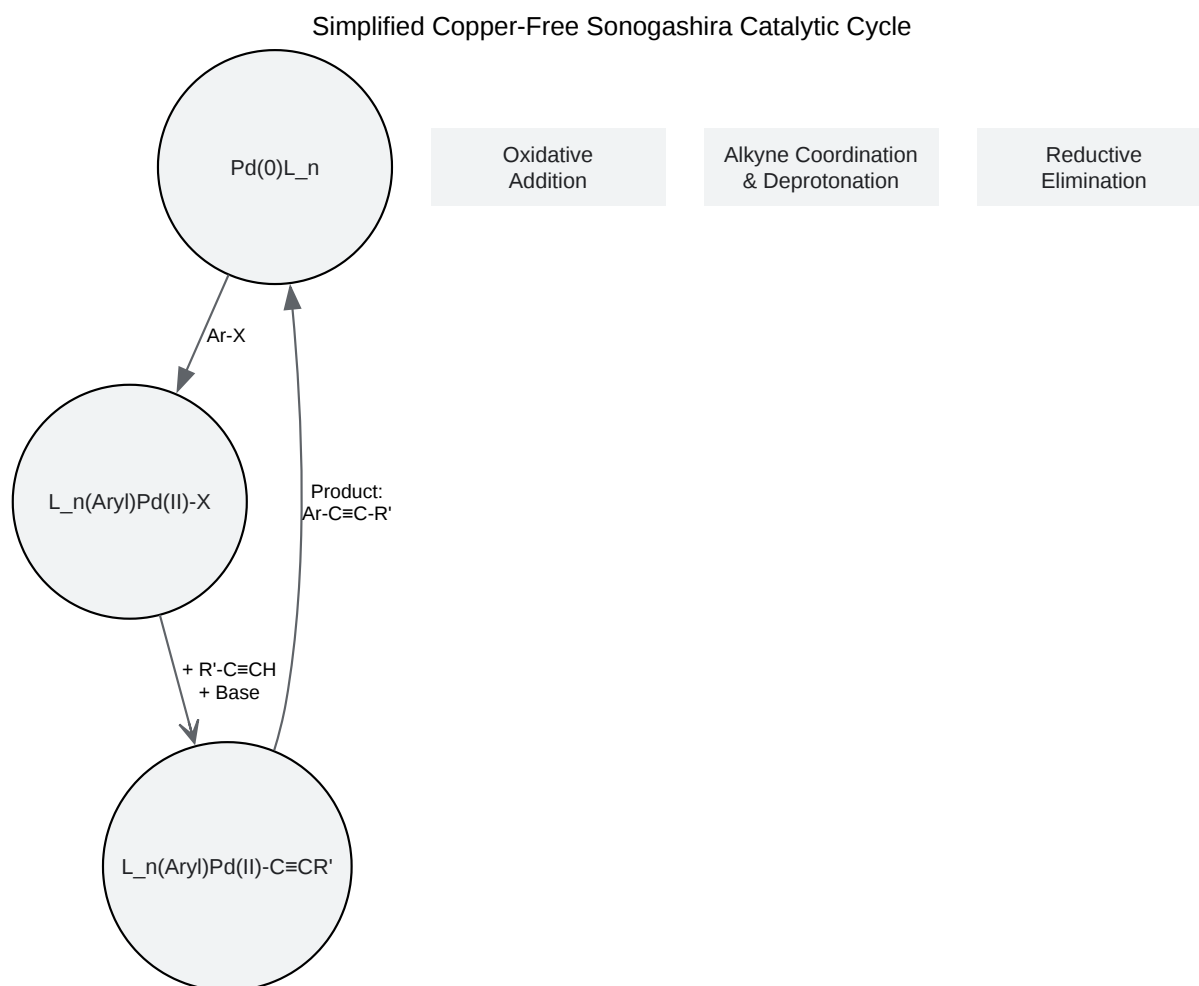 Simplified Copper-Free Sonogashira Catalytic Cycle
Pd(0)L_n
Oxidative
Addition
Alkyne Coordination
& Deprotonation
Reductive
Elimination
Ar-X
L_n(Aryl)Pd(II)-X
Product:
Ar-C≡C-R'
+ R'-C≡CH
+ Base
L_n(Aryl)Pd(II)-C≡CR'